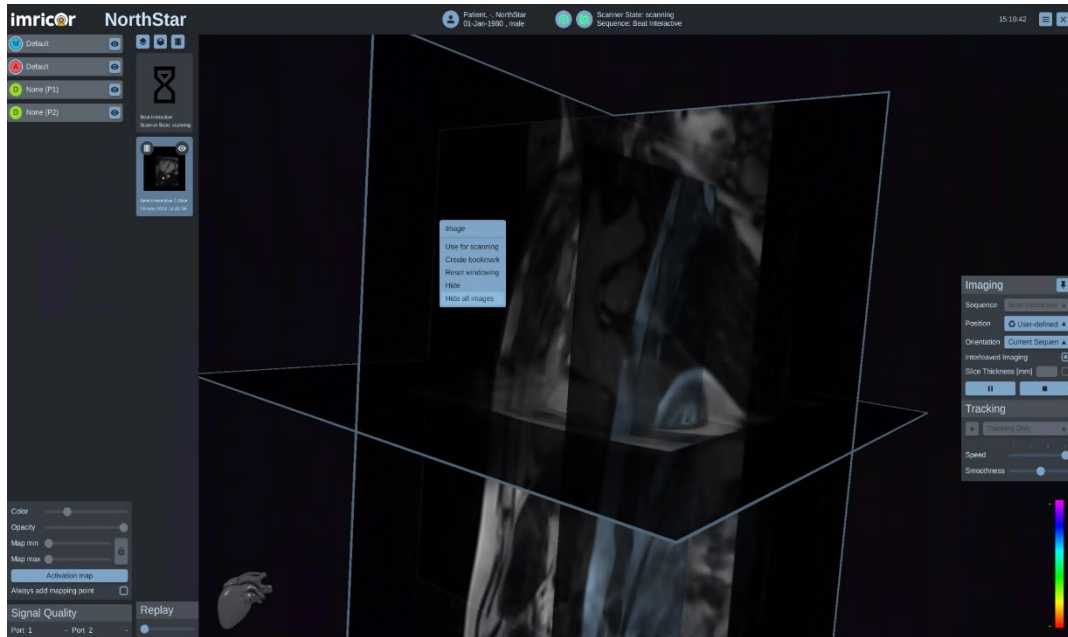 imricor NorthStar
Patient, -, NorthStar
01-Jan-1980 , male
Scanner State: scanning
Sequence: Beat Interactive
15:10:42
M Default
A Default
D None (P1)
D None (P2)
Beat Interactive
Scanner State: scanning
Beat Interactive
Image
Use for scanning
Create bookmark
Reset windowing
Hide
Hide all images
Imaging
Sequence Beat Interactive
Position User-defined
Orientation Current Sequen
Interleaved Imaging
Slice Thickness [mm]
Tracking
Tracking Only
Speed
Smoothness
Color
Opacity
Map min
Map max
Activation map
Always add mapping point
Signal Quality
Port 1 - Port 2 -
Replay